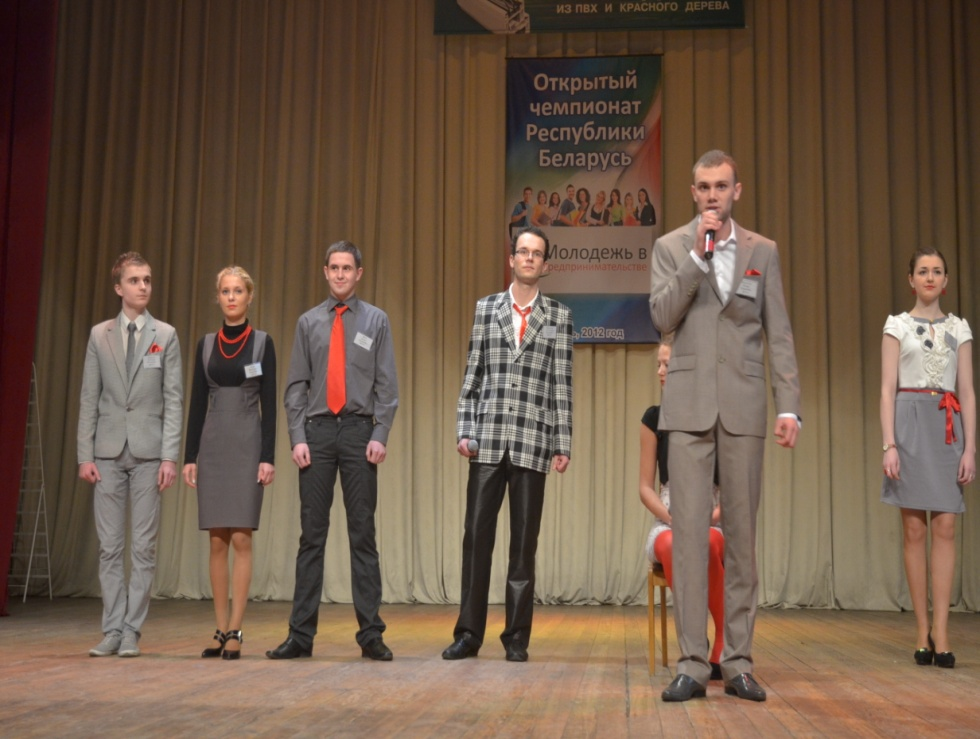 ИЗ ПВХ И КРАСНОГО ДЕРЕВА
Открытый
чемпионат
Республики
Беларусь
Молодежь в
предпринимательстве
2012 год